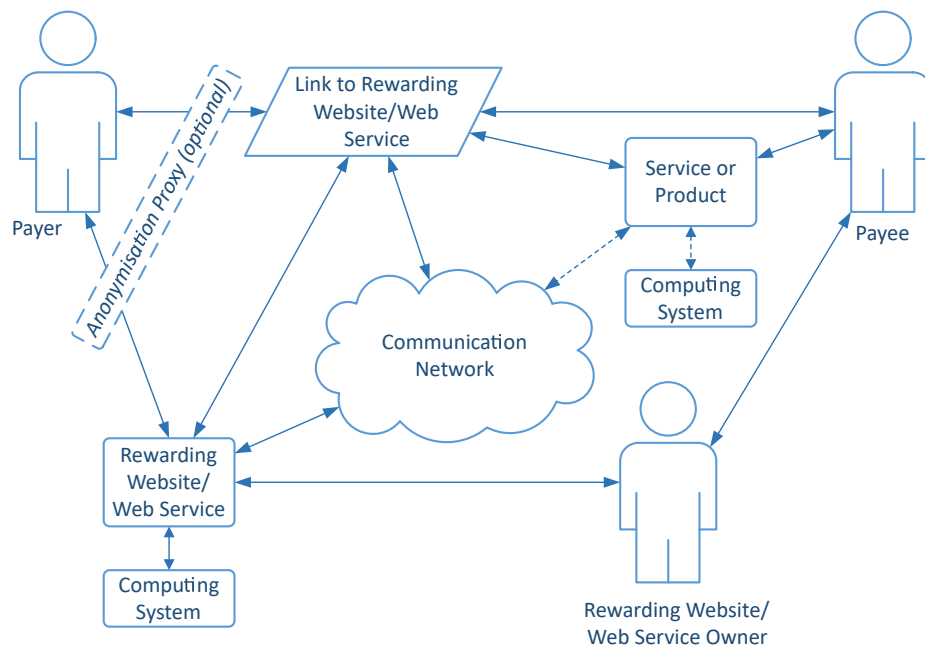 Link to Rewarding
Website/Web
Service
Anonymisation Proxy (optional)
Service or
Product
Payer
Payee
Computing
System
Communication
Network
Rewarding
Website/
Web Service
Computing
System
Rewarding Website/
Web Service Owner